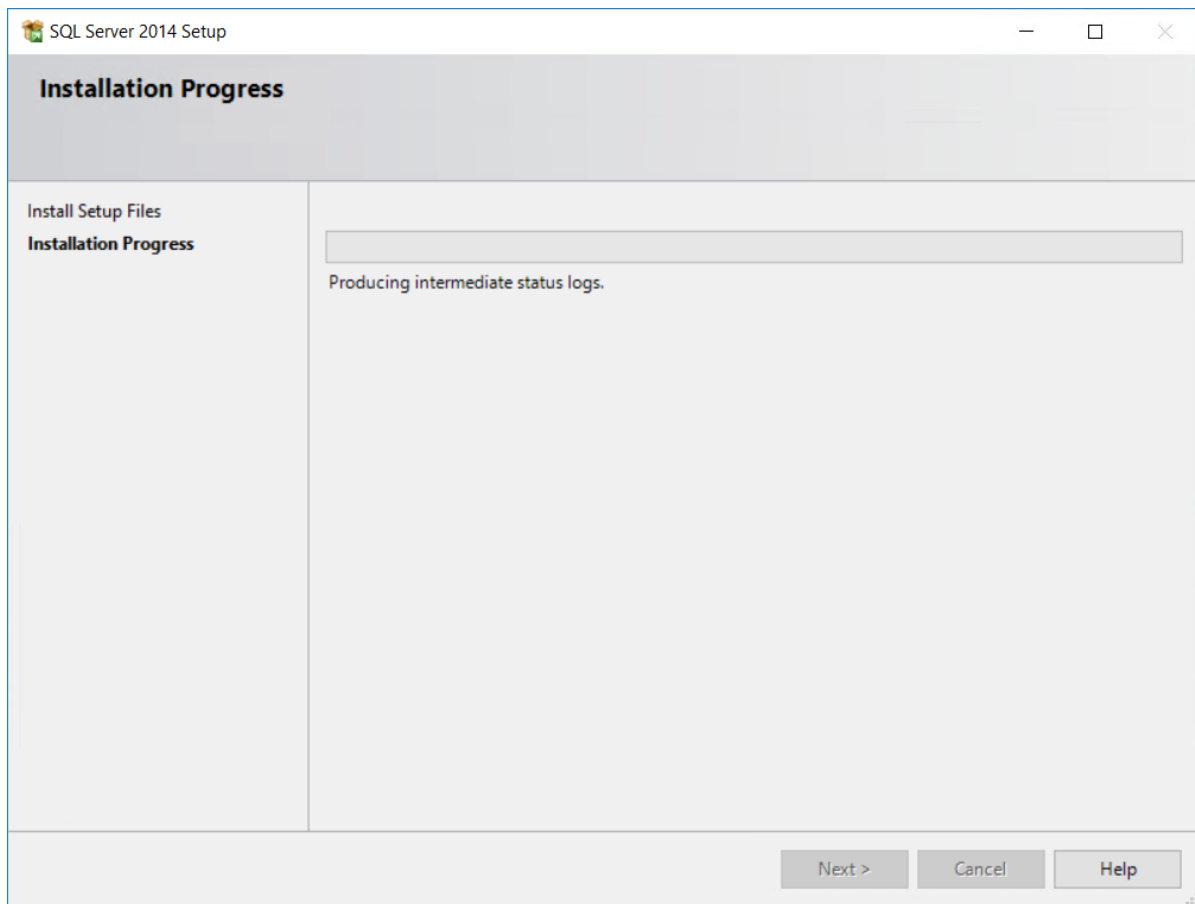 SQL Server 2014 Setup
Installation Progress
Install Setup Files
Installation Progress
Producing intermediate status logs.
Next >
Cancel
Help